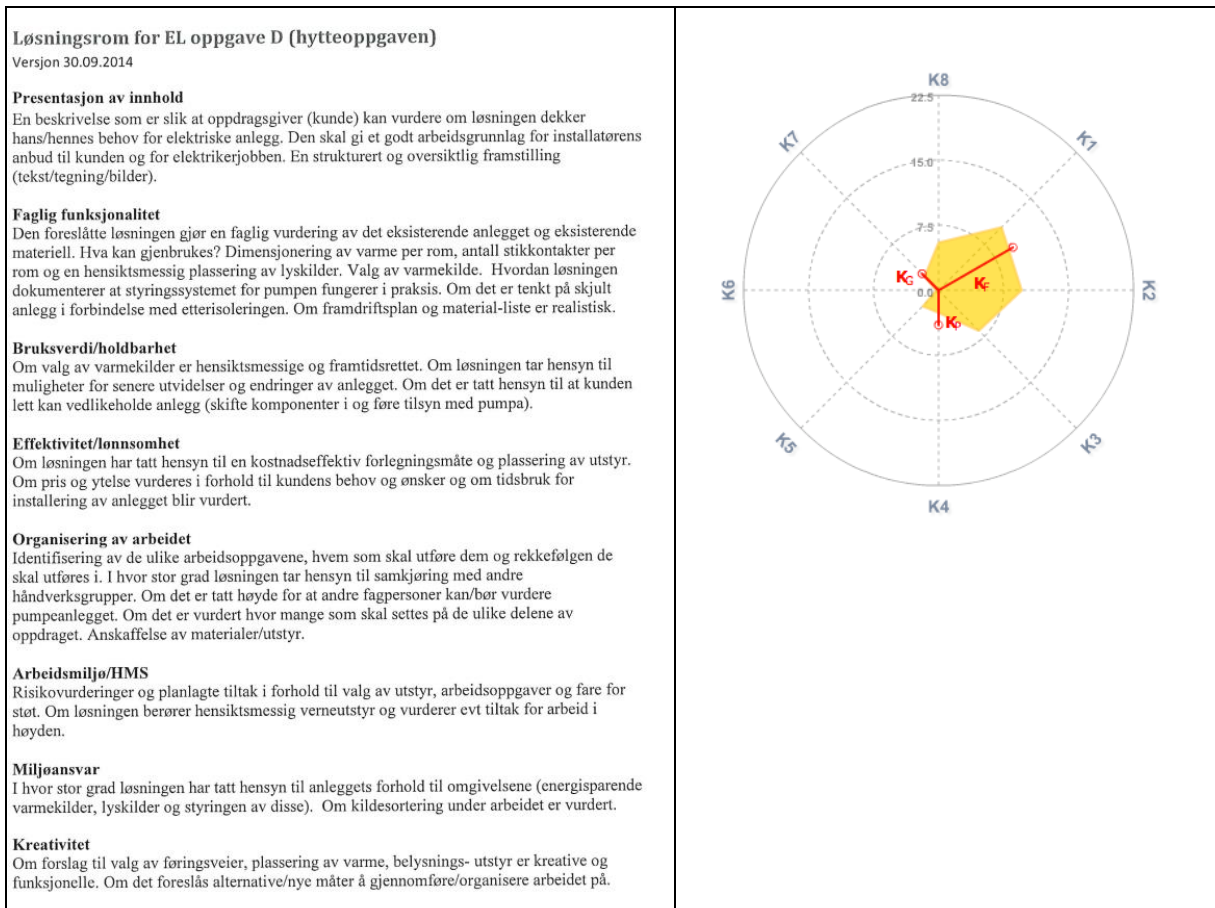 Løsningsrom for EL oppgave D (hytteoppgaven)
Versjon 30.09.2014
Presentasjon av innhold
En beskrivelse som er slik at oppdragsgiver (kunde) kan vurdere om løsningen dekker
hans/hennes behov for elektriske anlegg. Den skal gi et godt arbeidsgrunnlag for installatørens
anbud til kunden og for elektrikerjobben. En strukturert og oversiktlig framstilling
(tekst/tegning/bilder).
Faglig funksjonalitet
Den foreslåtte løsningen gjør en faglig vurdering av det eksisterende anlegget og eksisterende
materiell. Hva kan gjenbrukes? Dimensjonering av varme per rom, antall stikkontakter per
rom og en hensiktsmessig plassering av lyskilder. Valg av varmekilde. Hvordan løsningen
dokumenterer at styringssystemet for pumpen fungerer i praksis. Om det er tenkt på skjult
anlegg i forbindelse med etterisoleringen. Om framdriftsplan og material-liste er realistisk.
Bruksverdi/holdbarhet
Om valg av varmekilder er hensiktsmessige og framtidsrettet. Om løsningen tar hensyn til
muligheter for senere utvidelser og endringer av anlegget. Om det er tatt hensyn til at kunden
lett kan vedlikeholde anlegg (skifte komponenter i og føre tilsyn med pumpa).
Effektivitet/lønnsomhet
Om løsningen har tatt hensyn til en kostnadseffektiv forlegningsmåte og plassering av utstyr.
Om pris og ytelse vurderes i forhold til kundens behov og ønsker og om tidsbruk for
installering av anlegget blir vurdert.
Organisering av arbeidet
Identifisering av de ulike arbeidsoppgavene, hvem som skal utføre dem og rekkefølgen de
skal utføres i. I hvor stor grad løsningen tar hensyn til samkjøring med andre
håndverksgrupper. Om det er tatt høyde for at andre fagpersoner kan/bør vurdere
pumpeanlegget. Om det er vurdert hvor mange som skal settes på de ulike delene av
oppdraget. Anskaffelse av materialer/utstyr.
Arbeidsmiljø/HMS
Risikovurderinger og planlagte tiltak i forhold til valg av utstyr, arbeidsoppgaver og fare for
støt. Om løsningen berører hensiktsmessig verneutstyr og vurderer evt tiltak for arbeid i
høyden.
Miljøansvar
I hvor stor grad løsningen har tatt hensyn til anleggets forhold til omgivelsene (energisparende
varmekilder, lyskilder og styringen av disse). Om kildesortering under arbeidet er vurdert.
Kreativitet
Om forslag til valg av føringsveier, plassering av varme, belysnings- utstyr er kreative og
funksjonelle. Om det foreslås alternative/nye måter å gjennomføre/organisere arbeidet på.
K8
22.5
K7
K1
15.0
7.5
KG
KF
K6
0.0
K2
KP
K5
K3
K4